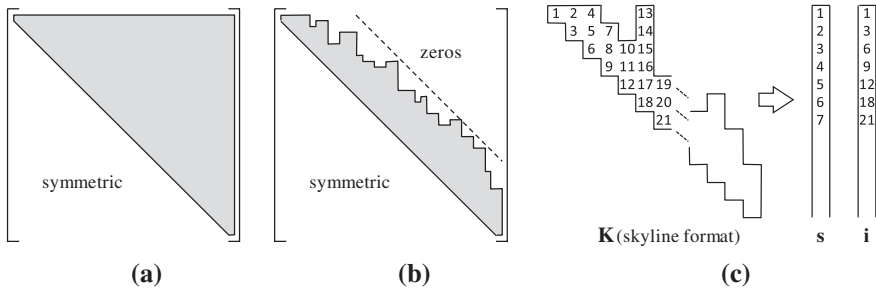 1 2 4 13 1 1
3 5 7 14 2 3
6 8 10 15 3 6
9 11 16 4 9
12 17 19 5 12
18 20 6 18
21 7 21
zeros
symmetric
symmetric
K (skyline format) s i
(a) (b) (c)